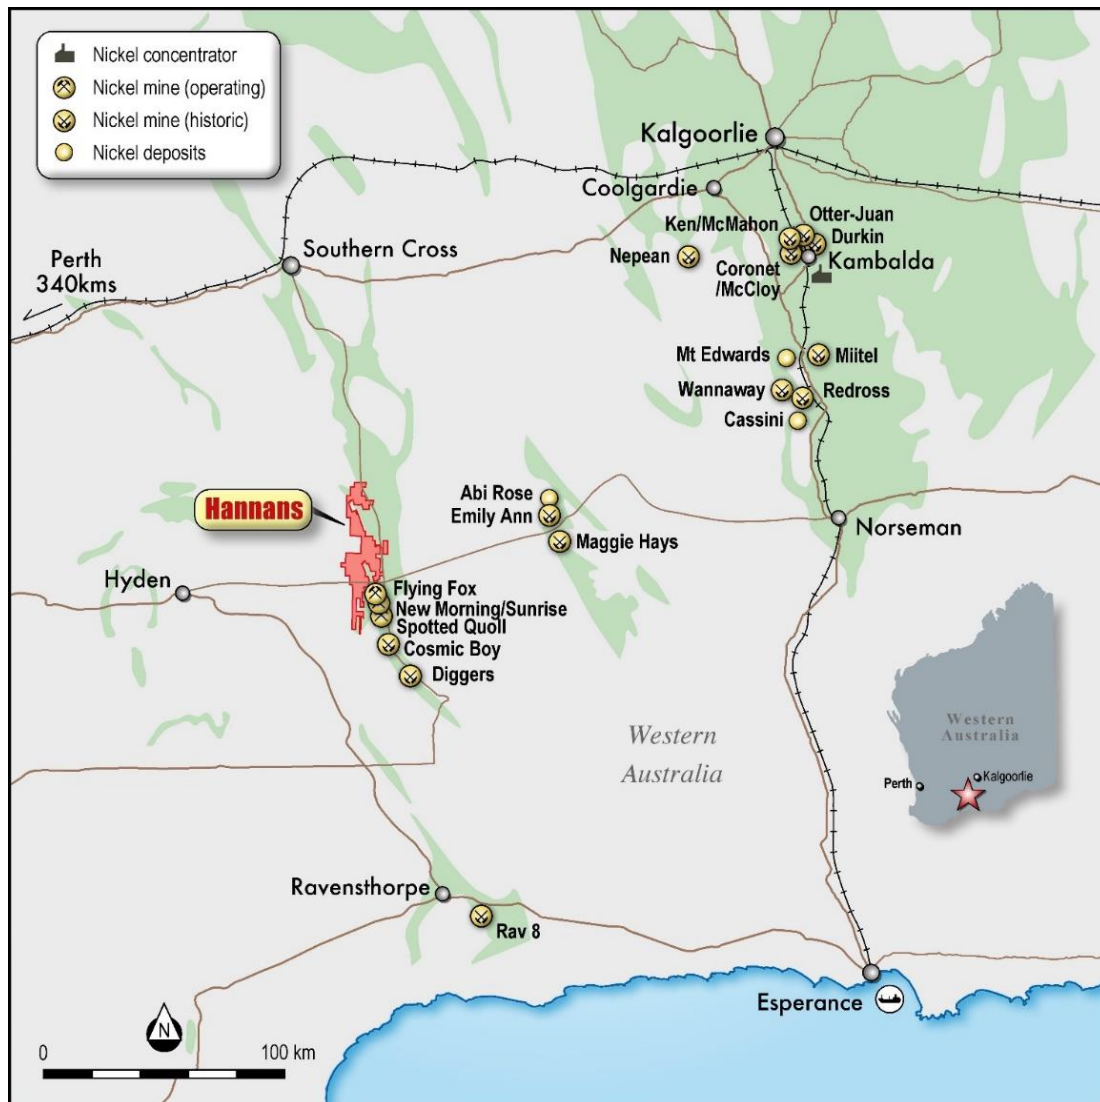 Nickel concentrator
Nickel mine (operating)
Nickel mine (historic)
Nickel deposits
Kalgoorlie
Coolgardie
Otter-Juan
Ken/McMahon
Durkin
Southern Cross
Nepean
Kambalda
Coronet
/McCloy
Perth
340kms
Mt Edwards
Miitel
Wannaway
Redross
Cassini
Abi Rose
Emily Ann
Hannans
Maggie Hays
Norseman
Hyden
Flying Fox
New Morning/Sunrise
Spotted Quoll
Cosmic Boy
Diggers
Western
Australia
Western
Australia
Kalgoorlie
Perth
Ravensthorpe
Rav 8
Esperance
N
0
100 km